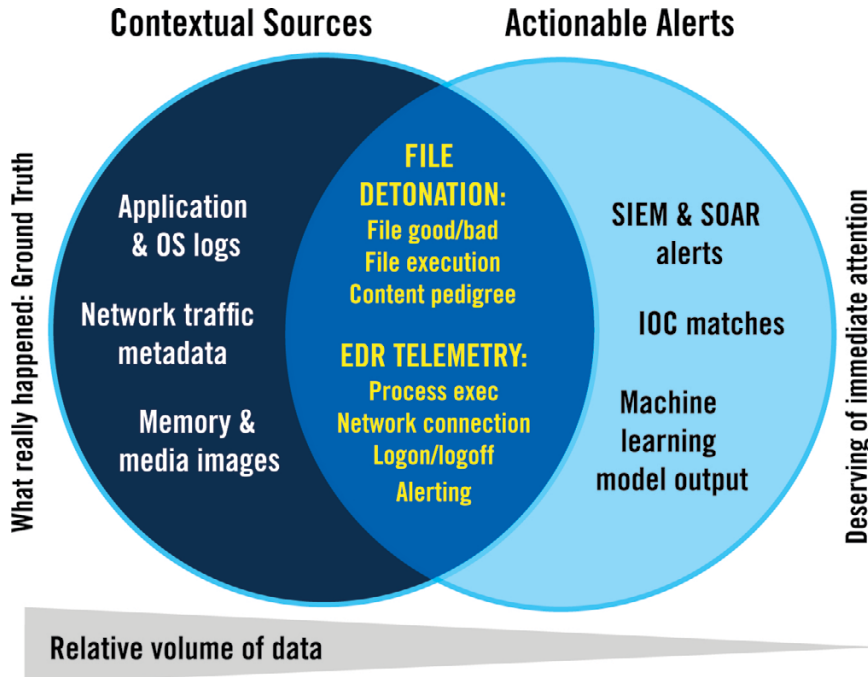 Contextual Sources
Actionable Alerts
What really happened: Ground Truth
Application
& OS logs
Network traffic
metadata
Memory &
media images
FILE
DETONATION:
File good/bad
File execution
Content pedigree
EDR TELEMETRY:
Process exec
Network connection
Logon/logoff
Alerting
SIEM & SOAR
alerts
IOC matches
Machine
learning
model output
Deserving of immediate attention
Relative volume of data